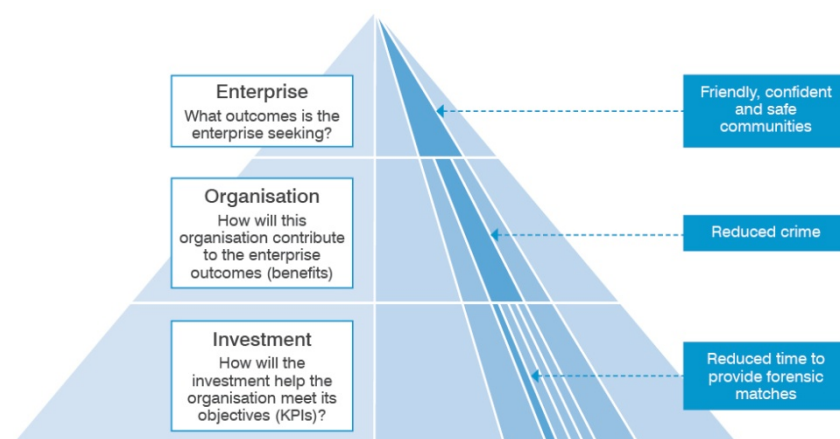 Enterprise
What outcomes is the
enterprise seeking?
Friendly, confident
and safe
communities
Organisation
How will this
organisation contribute
to the enterprise
outcomes (benefits)
Reduced crime
Investment
How will the
investment help the
organisation meet its
objectives (KPIs)?
Reduced time to
provide forensic
matches